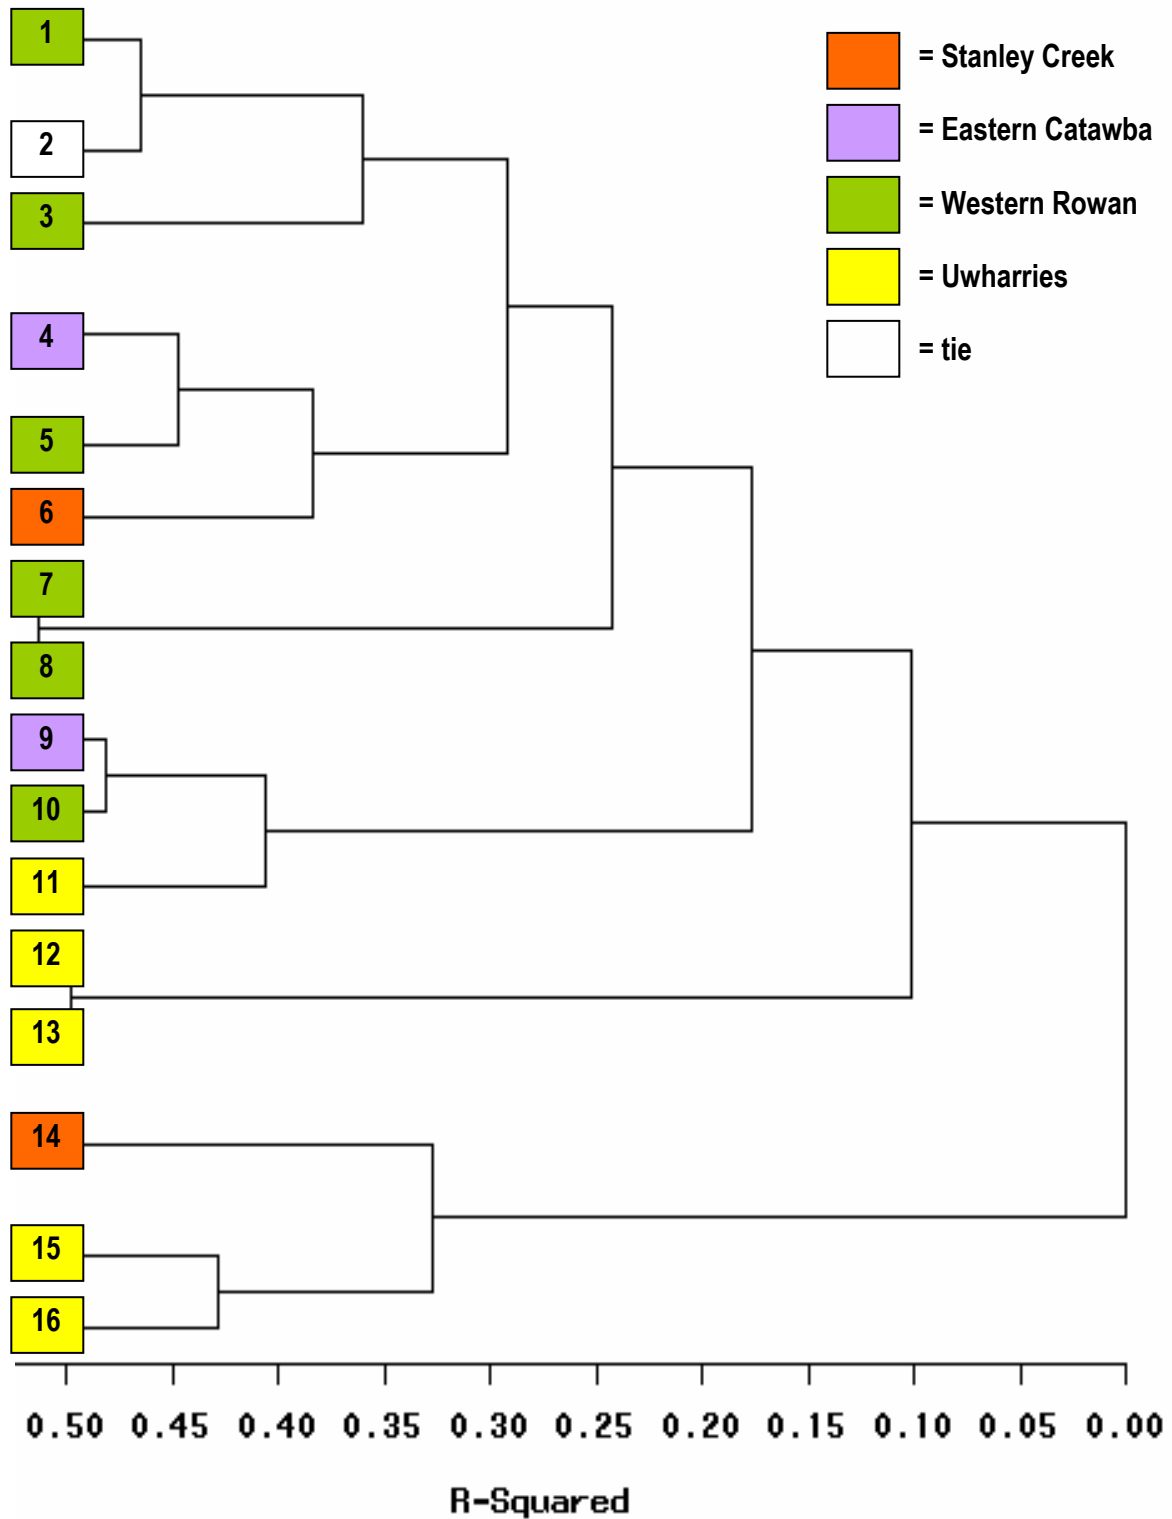 1
= Stanley Creek
= Eastern Catawba
2
= Western Rowan
3
= Uwharries
4
= tie
5
6
7
8
9
10
11
12
13
14
15
16
0.50 0.45 0.40 0.35 0.30 0.25 0.20 0.15 0.10 0.05 0.00
R-Squared